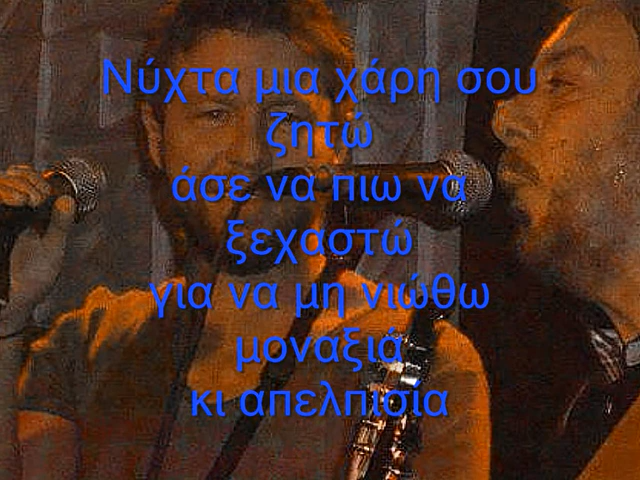 Νύχτα μια χάρη σου
ζητώ
άσε να πιω να
ξεχαστώ
για να μη νιώθω
μοναξιά
κι απελπισία